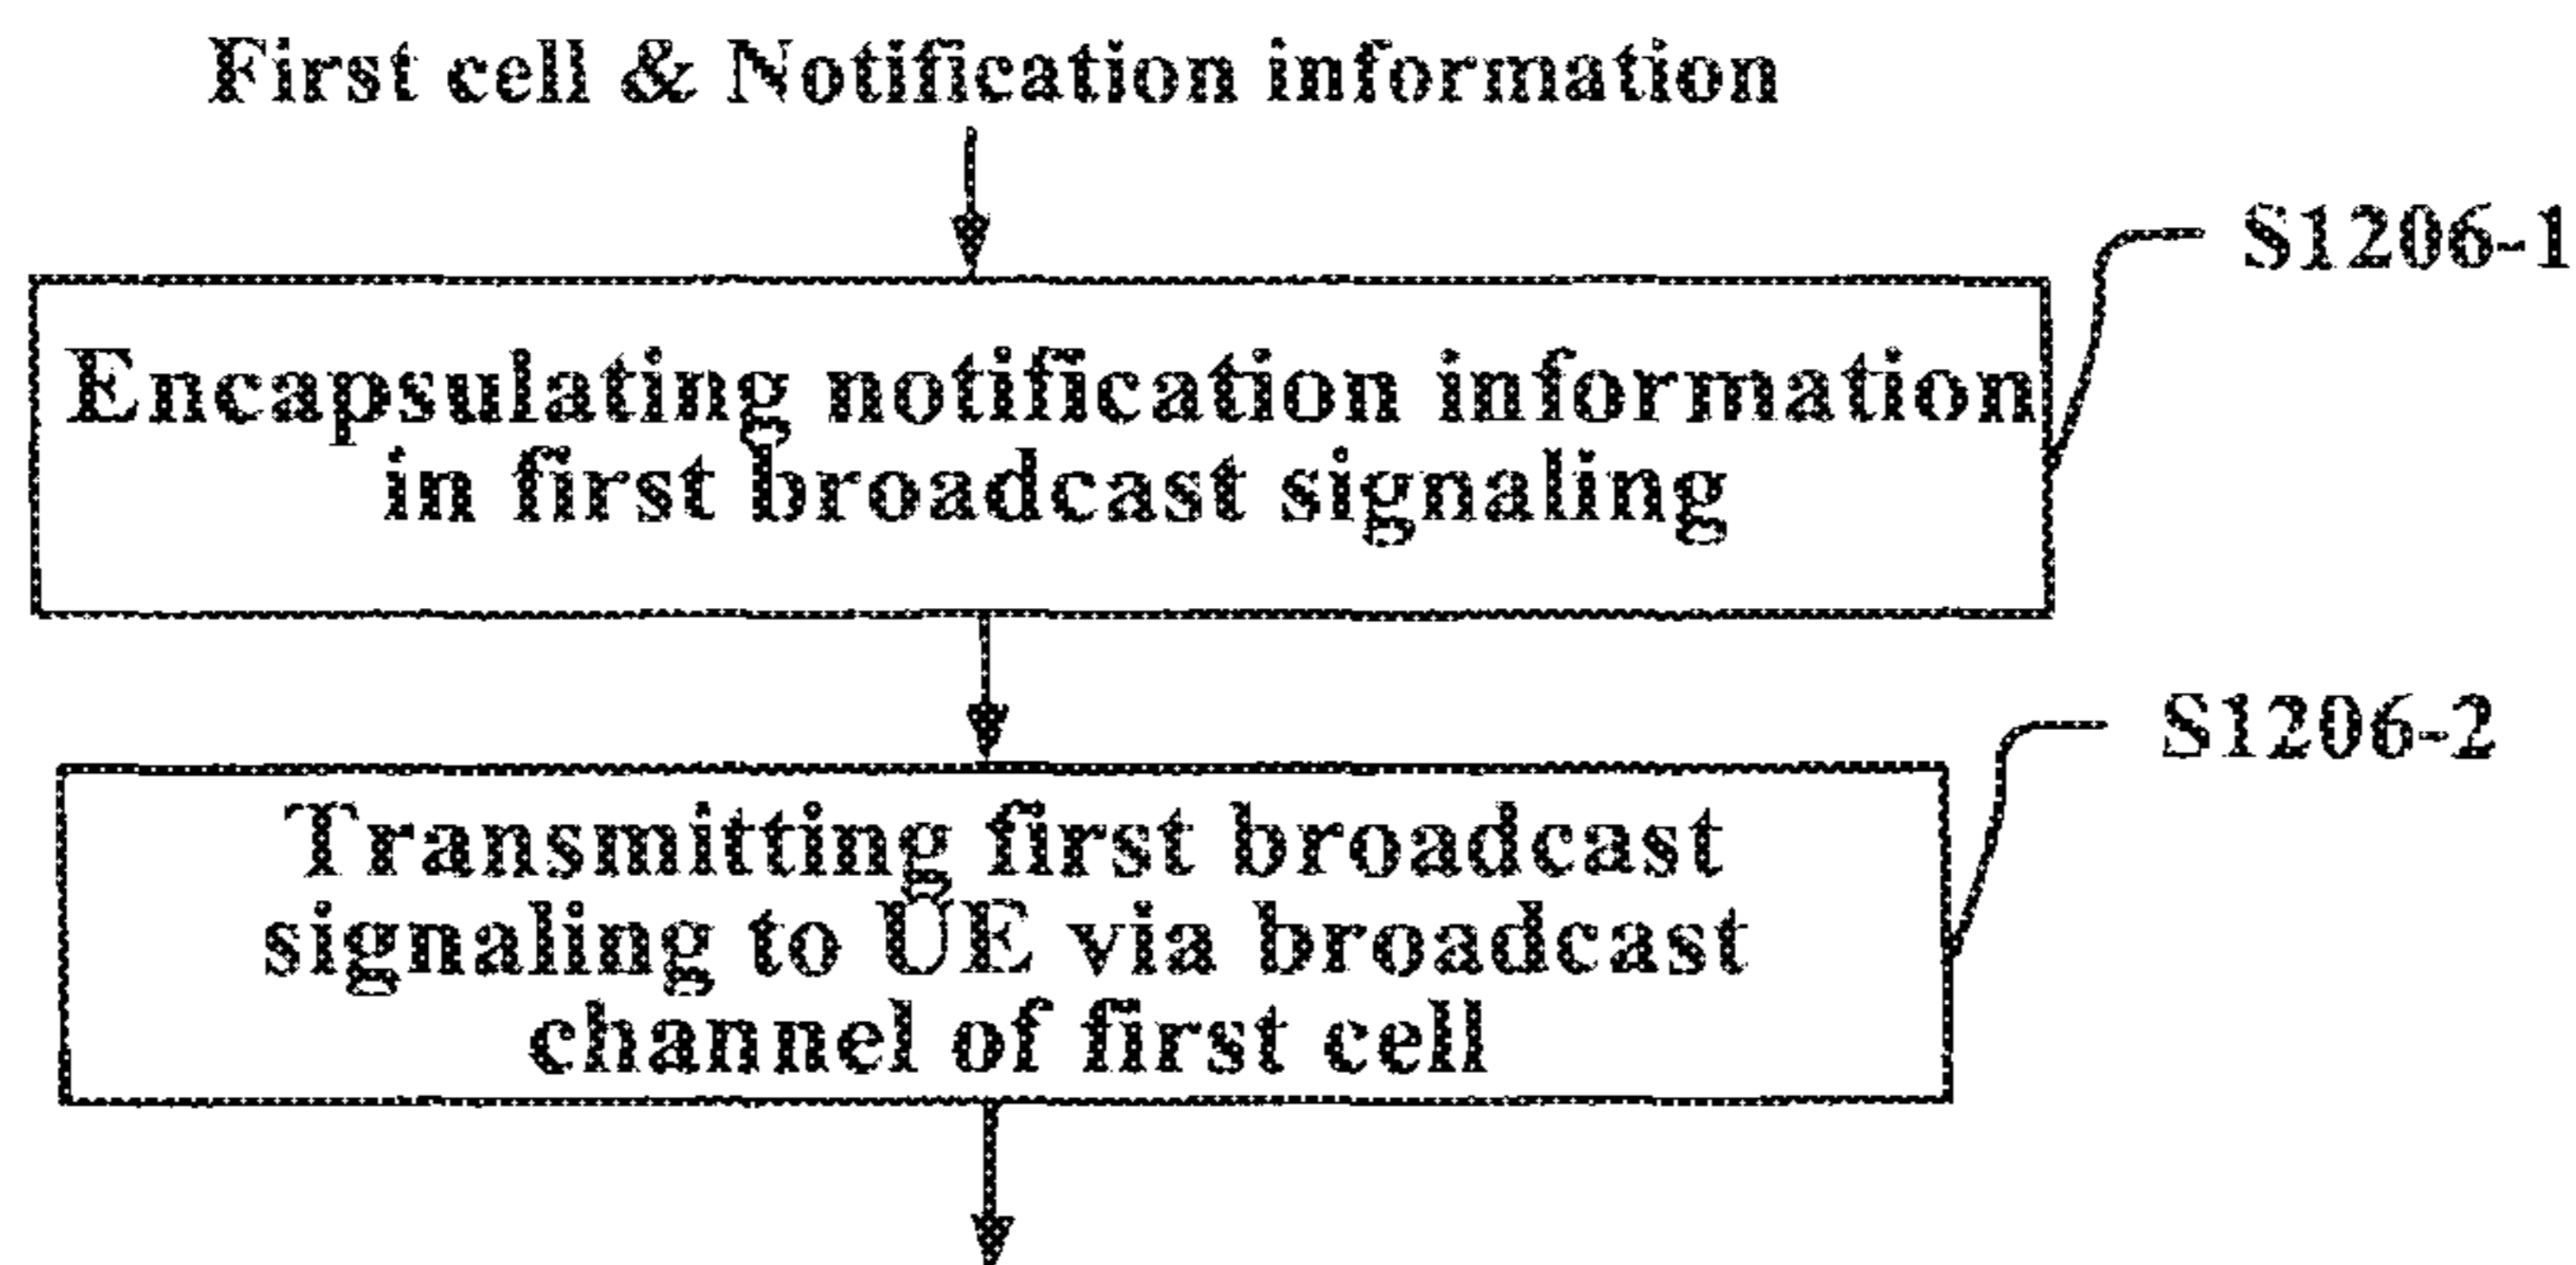 First cell & Notification information
S1206-1
Encapsulating notification information
in first broadcast signaling
S1206-2
Transmitting first broadcast
signaling to UE via broadcast
channel of first cell